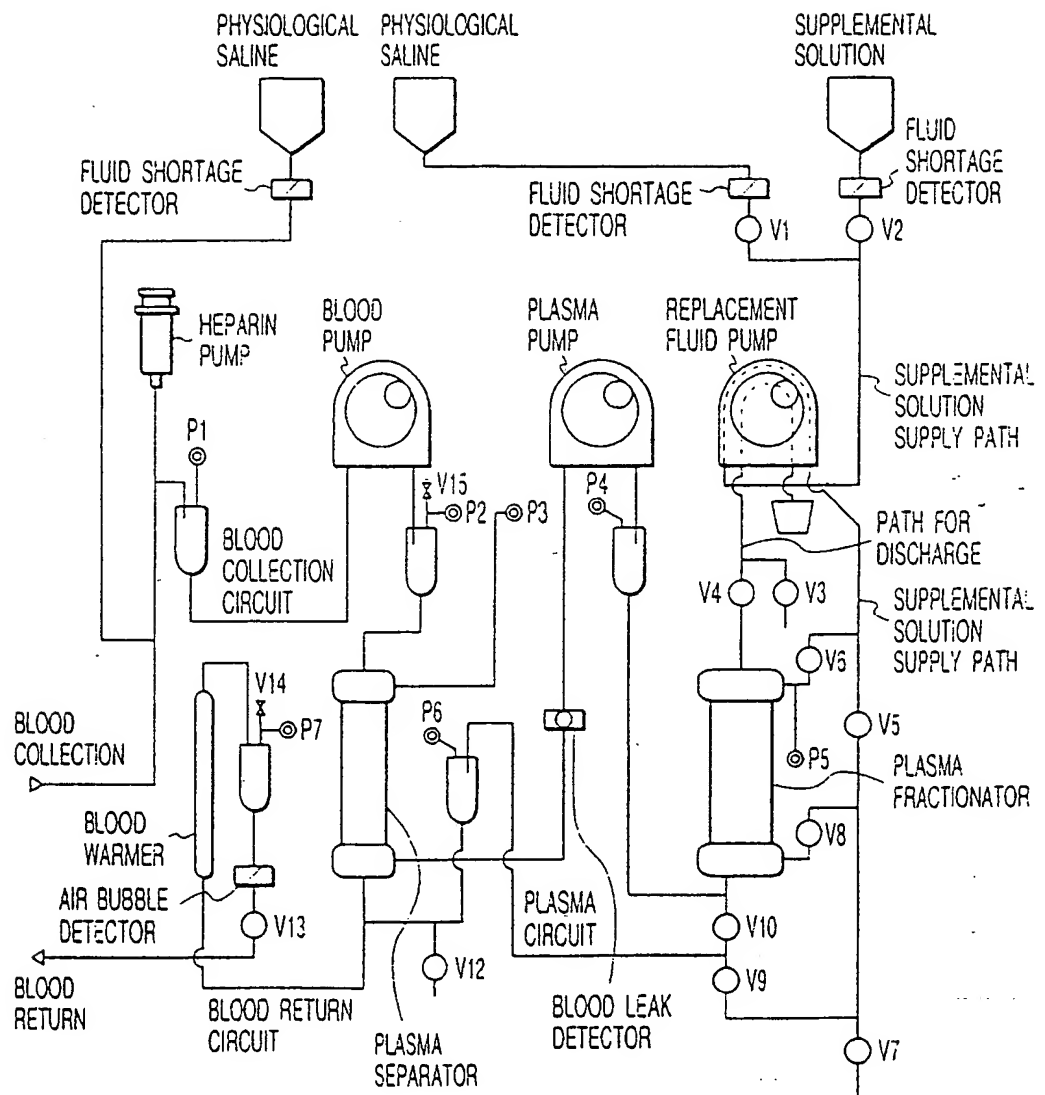 PHYSIOLOGICAL
SALINE
PHYSIOLOGICAL
SALINE
SUPPLEMENTAL
SOLUTION
FLUID SHORTAGE
DETECTOR
FLUID SHORTAGE
DETECTOR
FLUID
SHORTAGE
DETECTOR
V1
V2
HEPARIN
PUMP
BLOOD
PUMP
PLASMA
PUMP
REPLACEMENT
FLUID PUMP
SUPPLEMENTAL
SOLUTION
SUPPLY PATH
P1
V15
P2
P3
P4
BLOOD
COLLECTION
CIRCUIT
PATH FOR
DISCHARGE
V4
V3
SUPPLEMENTAL
SOLUTION
SUPPLY PATH
V6
V14
P7
P6
V5
P5
BLOOD
COLLECTION
PLASMA
FRACTIONATOR
BLOOD
WARMER
V8
AIR BUBBLE
DETECTOR
V13
PLASMA
CIRCUIT
V10
V12
V9
BLOOD
RETURN
BLOOD RETURN
CIRCUIT
PLASMA
SEPARATOR
BLOOD LEAK
DETECTOR
V7